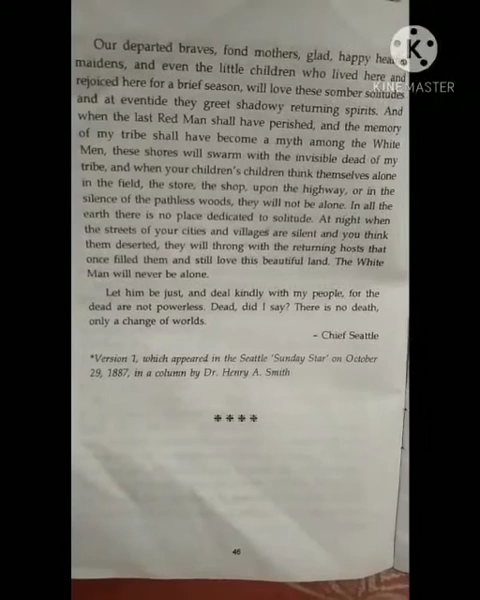 Our departed braves, fond mothers, glad, happy
maidens, and even the little children who lived here and
rejoiced here for a brief season, will love these somber solitudes
and at eventide they greet shadowy returning spirits. And
when the last Red Man shall have perished, and the memory
of my tribe shall have become a myth among the White
Men, these shores will swarm with the invisible dead of my
tribe, and when your children's children think themselves alone
in the field, the store, the shop, upon the highway, or in the
silence of the pathless woods, they will not be alone. In all the
earth there is no place dedicated to solitude. At night when
the streets of your cities and villages are silent and you think
them deserted, they will throng with the returning hosts that
once filled them and still love this beautiful land. The White
Man will never be alone.
Let him be just, and deal kindly with my people, for the
dead are not powerless. Dead, did I say? There is no death,
only a change of worlds.
– Chief Seattle
*Version 1, which appeared in the Seattle 'Sunday Star' on October
29, 1887, in a column by Dr. Henry A. Smith
46
K
KINEMASTER